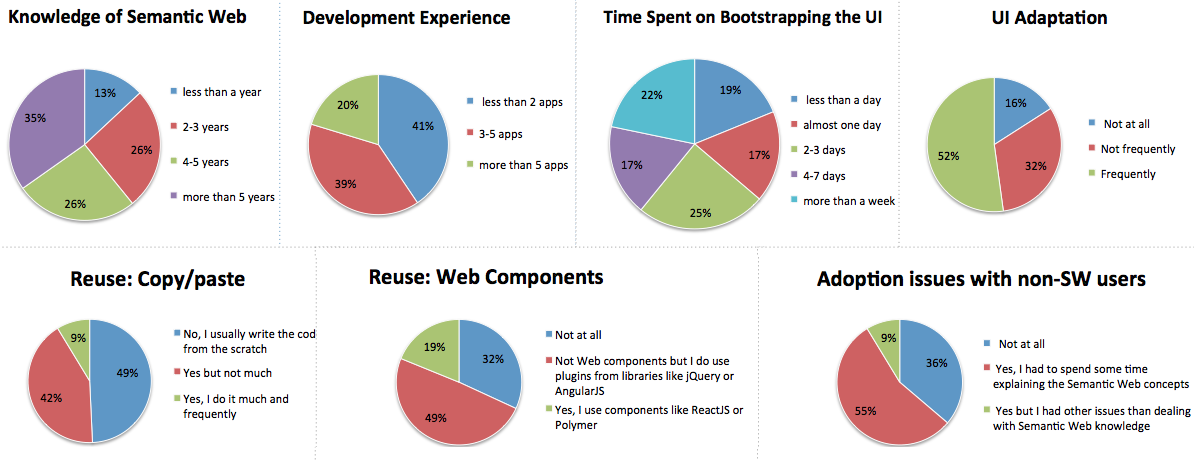 Knowledge of Semantic Web
13%
26%
26%
35%
less than a year
2-3 years
4-5 years
more than 5 years
Development Experience
41%
39%
20%
less than 2 apps
3-5 apps
more than 5 apps
Time Spent on Bootstrapping the UI
19%
17%
25%
17%
22%
less than a day
almost one day
2-3 days
4-7 days
more than a week
UI Adaptation
16%
32%
52%
Not at all
Not frequently
Frequently
Reuse: Copy/paste
49%
42%
9%
No, I usually write the cod
from the scratch
Yes but not much
Yes, I do it much and
frequently
Reuse: Web Components
32%
49%
19%
Not at all
Not Web components but I do use
plugins from libraries like jQuery or
AngularJS
Yes, I use components like ReactJS or
Polymer
Adoption issues with non-SW users
36%
55%
9%
Not at all
Yes, I had to spend some time
explaining the Semantic Web concepts
Yes but I had other issues than dealing
with Semantic Web knowledge